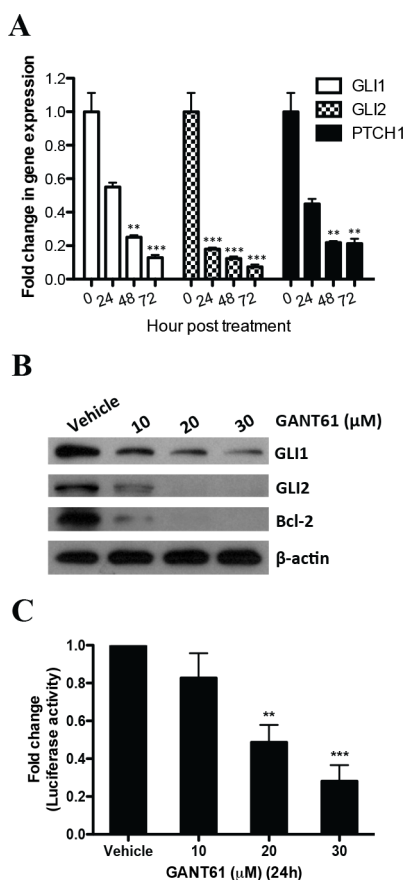 A
Fold change in gene expression
1.2
1.0
0.8
0.6
0.4
0.2
0.0
GLI1
GLI2
PTCH1
** *** *** *** *** ** **
0 24 48 72 0 24 48 72 0 24 48 72
Hour post treatment
B
Vehicle 10 20 30 GANT61 (μM)
GLI1
GLI2
Bcl-2
β-actin
C
Fold change
(Luciferase activity)
1.0
0.8
0.6
0.4
0.2
0.0
** ***
Vehicle 10 20 30
GANT61 (μM) (24h)